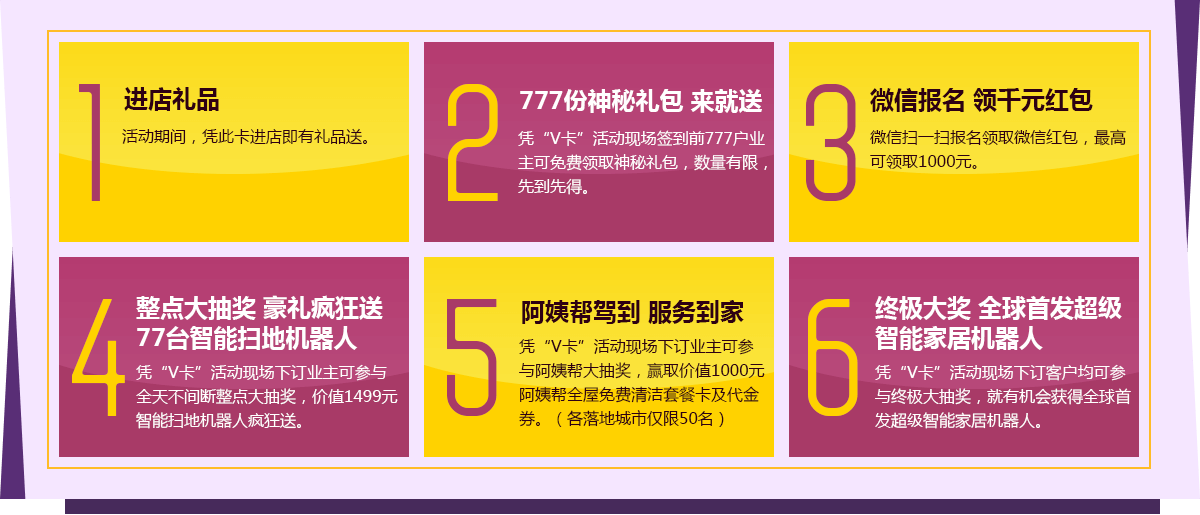 1
进店礼品
活动期间，凭此卡进店即有礼品送。
2
777份神秘礼包 来就送
凭“V卡”活动现场签到前777户业
主可免费领取神秘礼包，数量有限，
先到先得。
3
微信报名 领千元红包
微信扫一扫报名领取微信红包，最高
可领取1000元。
4
整点大抽奖 豪礼疯狂送
77台智能扫地机器人
凭“V卡”活动现场下订业主可参与
全天不间断整点大抽奖，价值1499元
智能扫地机器人疯狂送。
5
阿姨帮驾到 服务到家
凭“V卡”活动现场下订业主可参
与阿姨帮大抽奖，赢取价值1000元
阿姨帮全屋免费清洁套餐卡及代金
券。（各落地城市仅限50名）
6
终极大奖 全球首发超级
智能家居机器人
凭“V卡”活动现场下订客户均可参
与终极大抽奖，就有机会获得全球首
发超级智能家居机器人。